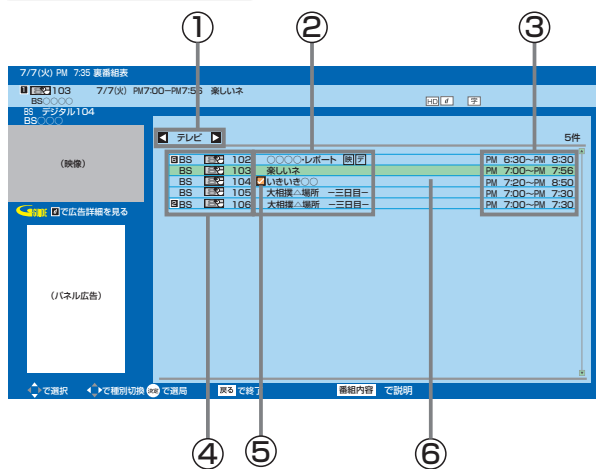 ① ② ③
7/7(火) PM 7:35 裏番組表
1 103 7/7(火) PM7:00−PM7:56 楽しいネ
BS○○○○ HD d 字
BS デジタル104
BS○○○
◀ テレビ ▶ 5件
(映像)
BS 102 ○○○○・レポート 映 デ PM 6:30〜PM 8:30
BS 103 楽しいネ PM 7:00〜PM 7:56
BS 104 いきいき○○ PM 7:20〜PM 8:50
BS 105 大相撲△場所 −三日目− PM 7:00〜PM 7:30
BS 106 大相撲△場所 −三日目− PM 7:00〜PM 7:30
G-GUIDE dで広告詳細を見る
(パネル広告)
で選択 で種別切換 決定 で選局 戻る で終了 番組内容 で説明
④ ⑤ ⑥